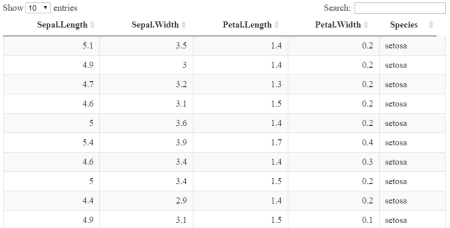 Show 10 entries Search:
Sepal.Length Sepal.Width Petal.Length Petal.Width Species
5.1 3.5 1.4 0.2 setosa
4.9 3 1.4 0.2 setosa
4.7 3.2 1.3 0.2 setosa
4.6 3.1 1.5 0.2 setosa
5 3.6 1.4 0.2 setosa
5.4 3.9 1.7 0.4 setosa
4.6 3.4 1.4 0.3 setosa
5 3.4 1.5 0.2 setosa
4.4 2.9 1.4 0.2 setosa
4.9 3.1 1.5 0.1 setosa